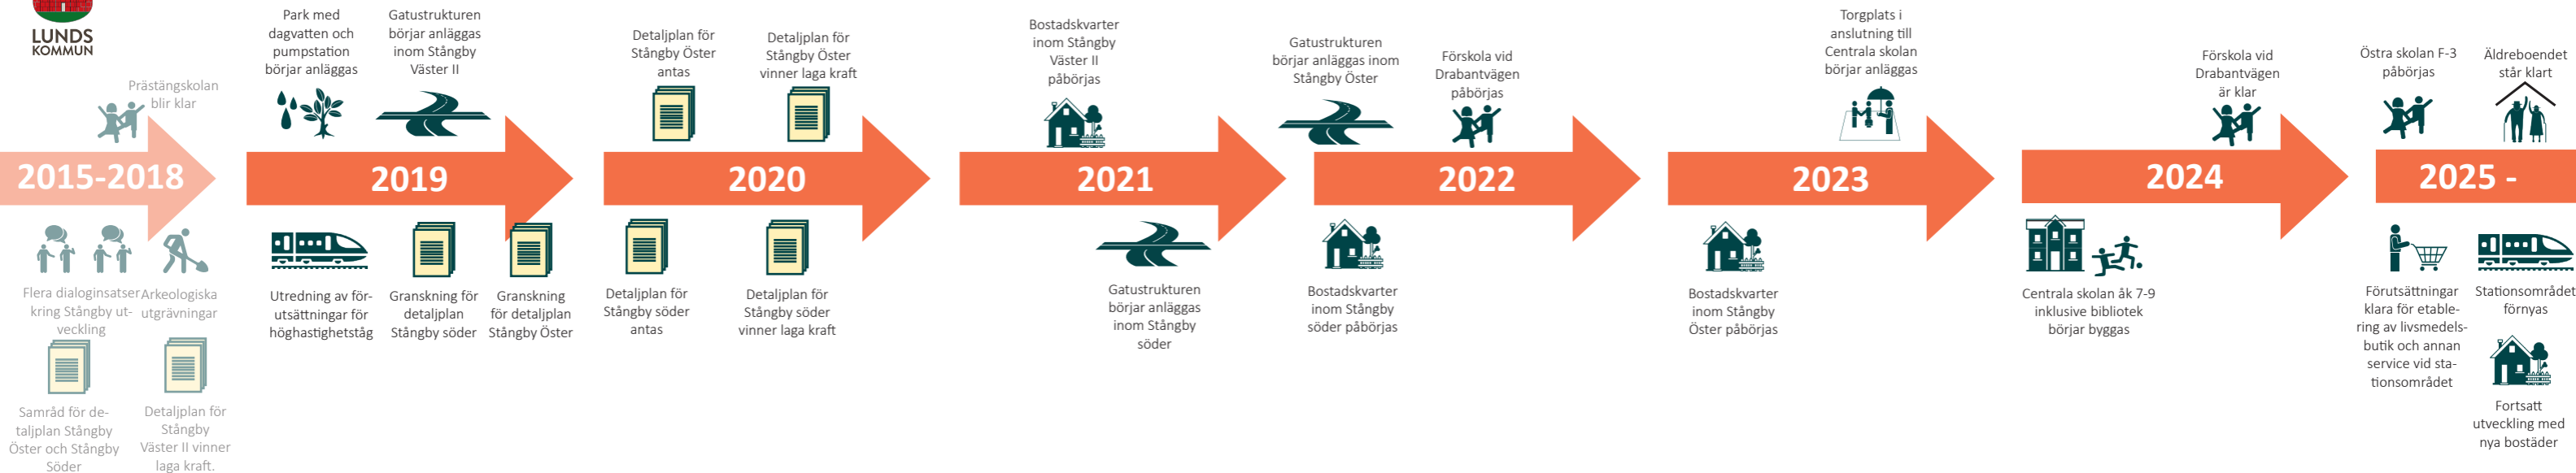 LUNDS
KOMMUN
Prästängskolan
blir klar
2015-2018
Flera dialoginsatser
kring Stångby ut-
veckling
Arkeologiska
utgrävningar
Samråd för de-
taljplan Stångby
Öster och Stångby
Söder
Detaljplan för
Stångby
Väster II vinner
laga kraft.
Park med
dagvatten och
pumpstation
börjar anläggas
Gatustrukturen
börjar anläggas
inom Stångby
Väster II
2019
Utredning av för-
utsättningar för
höghastighetståg
Granskning för
detaljplan
Stångby söder
Granskning
för detaljplan
Stångby Öster
Detaljplan för
Stångby Öster
antas
Detaljplan för
Stångby Öster
vinner laga kraft
2020
Detaljplan för
Stångby söder
antas
Detaljplan för
Stångby söder
vinner laga kraft
Bostadskvarter
inom Stångby
Väster II
påbörjas
2021
Gatustrukturen
börjar anläggas
inom Stångby
söder
Gatustrukturen
börjar anläggas inom
Stångby Öster
Förskola vid
Drabantvägen
påbörjas
2022
Bostadskvarter
inom Stångby
söder påbörjas
Torgplats i
anslutning till
Centrala skolan
börjar anläggas
2023
Bostadskvarter
inom Stångby
Öster påbörjas
Förskola vid
Drabantvägen
är klar
2024
Centrala skolan åk 7-9
inklusive bibliotek
börjar byggas
Östra skolan F-3
påbörjas
Äldreboendet
står klart
2025 -
Förutsättningar
klara för etable-
ring av livsmedels-
butik och annan
service vid sta-
tionsområdet
Stationsområdet
förnyas
Fortsatt
utveckling med
nya bostäder